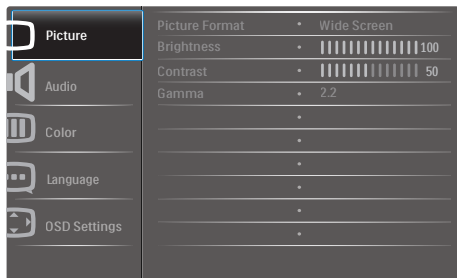 Picture
Audio
Color
Language
OSD Settings
Picture Format • Wide Screen
Brightness • 100
Contrast • 50
Gamma • 2.2
•
•
•
•
•
•